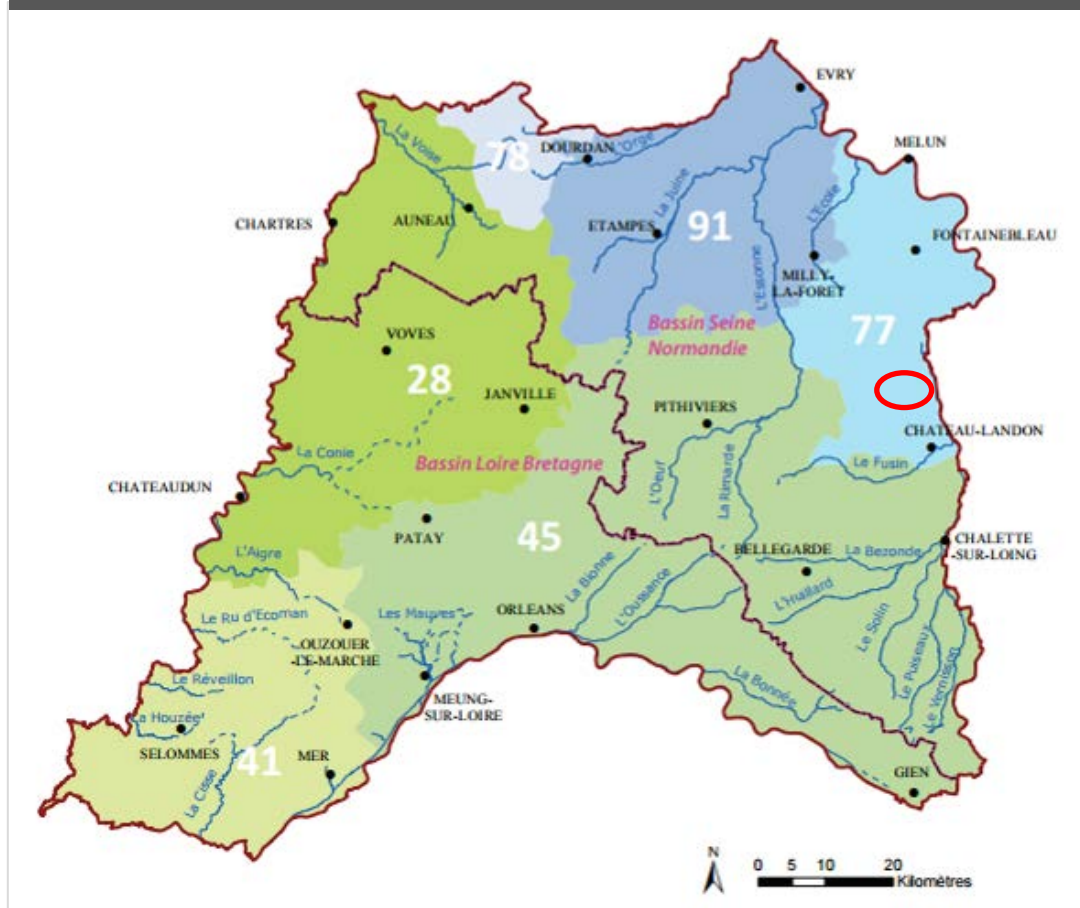 EVRY
MELUN
La Voise
78
DOURDAN
L'Orge
CHARTRES
AUNEAU
ETAMPES
La Juine
91
L'Ecole
FONTAINEBLEAU
L'Essonne
MILLY-
LA-FORET
Bassin Seine
Normandie
77
VOVES
28
JANVILLE
PITHIVIERS
CHATEAU-LANDON
La Conie
Bassin Loire Bretagne
Le Fusin
L'Oeuf
La Rimarde
CHATEAUDUN
PATAY
45
BELLEGARDE
La Bezonde
CHALETTE
-SUR-LOING
L'Aigre
La Bionne
L'Oussance
L'Huillard
Le Ru d'Ecoman
Les Mauves
ORLEANS
OUZOUER
-LE-MARCHE
Le Solin
Le Puiseaux
Le Vernisson
Le Réveillon
MEUNG-
SUR-LOIRE
La Bonnée
La Houzée
SELOMMES
41
MER
La Cisse
GIEN
N
0 5 10 20
Kilomètres